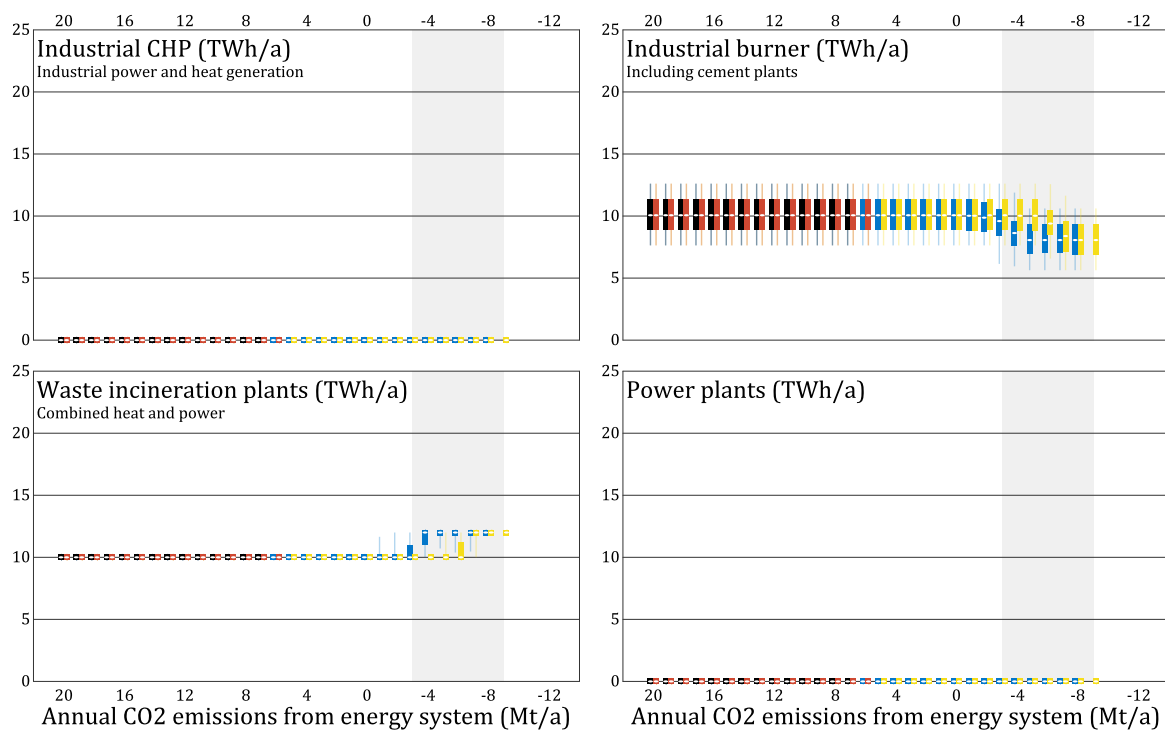 20 16 12 8 4 0 -4 -8 -12
25
Industrial CHP (TWh/a)
Industrial power and heat generation
20
15
10
5
0
20 16 12 8 4 0 -4 -8 -12
25
Industrial burner (TWh/a)
Including cement plants
20
15
10
5
0
25
Waste incineration plants (TWh/a)
Combined heat and power
20
15
10
5
0
20 16 12 8 4 0 -4 -8 -12
Annual CO2 emissions from energy system (Mt/a)
25
Power plants (TWh/a)
20
15
10
5
0
20 16 12 8 4 0 -4 -8 -12
Annual CO2 emissions from energy system (Mt/a)